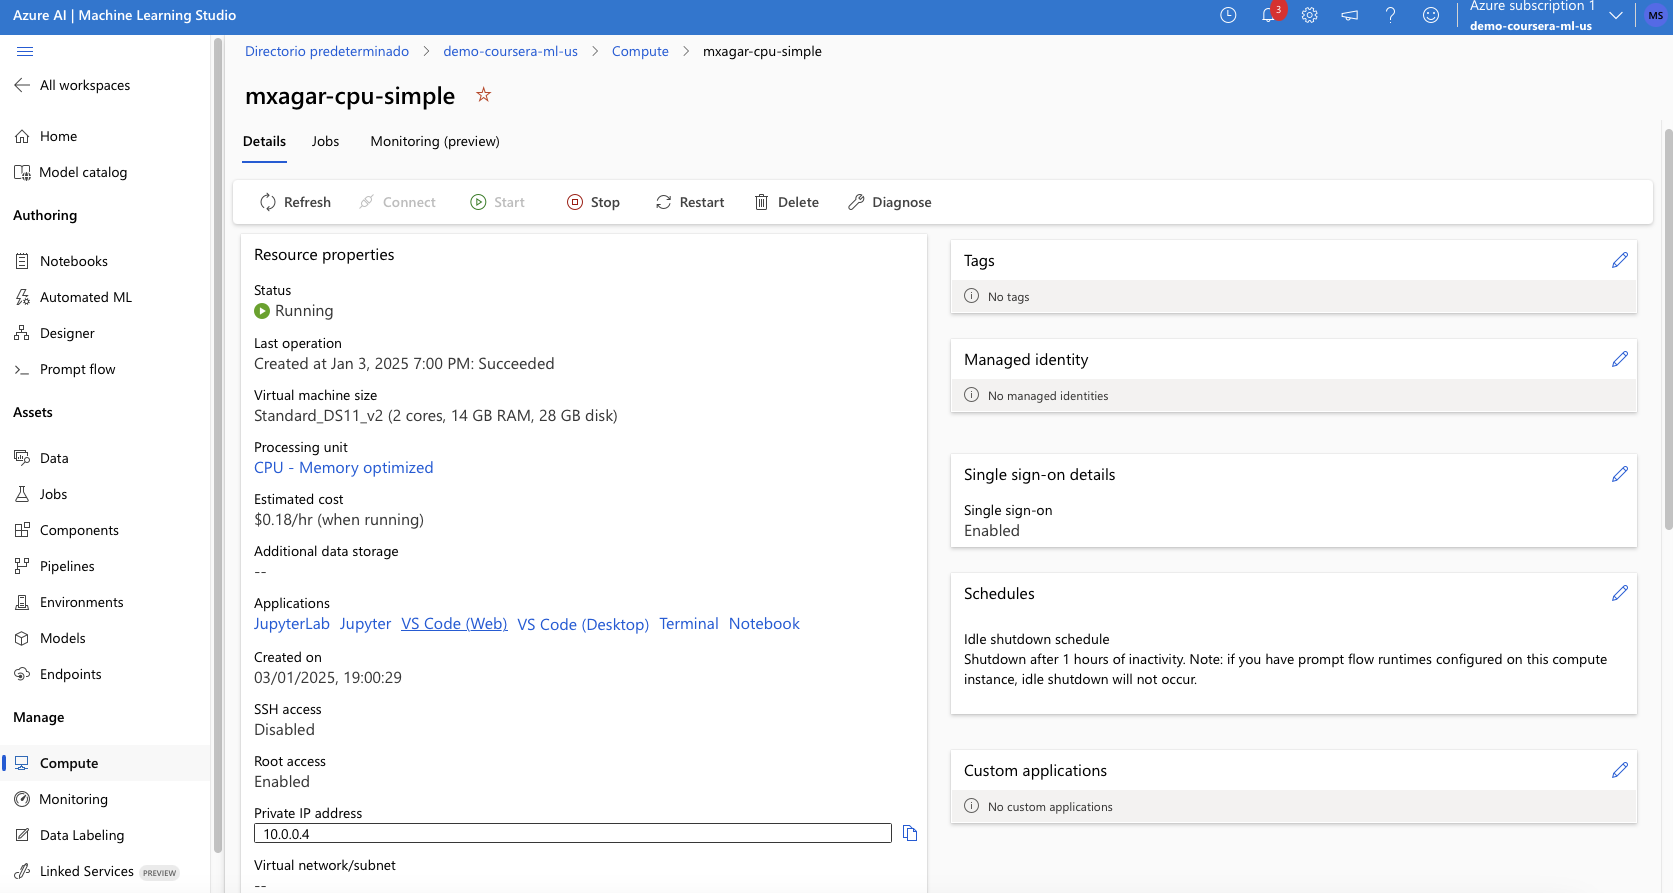 Azure AI | Machine Learning Studio
3
Azure subscription 1
demo-coursera-ml-us
MS
All workspaces
Home
Model catalog
Authoring
Notebooks
Automated ML
Designer
Prompt flow
Assets
Data
Jobs
Components
Pipelines
Environments
Models
Endpoints
Manage
Compute
Monitoring
Data Labeling
Linked Services PREVIEW
Directorio predeterminado > demo-coursera-ml-us > Compute > mxagar-cpu-simple
mxagar-cpu-simple
Details Jobs Monitoring (preview)
Refresh Connect Start Stop Restart Delete Diagnose
Resource properties
Status
Running
Last operation
Created at Jan 3, 2025 7:00 PM: Succeeded
Virtual machine size
Standard_DS11_v2 (2 cores, 14 GB RAM, 28 GB disk)
Processing unit
CPU - Memory optimized
Estimated cost
$0.18/hr (when running)
Additional data storage
--
Applications
JupyterLab Jupyter VS Code (Web) VS Code (Desktop) Terminal Notebook
Created on
03/01/2025, 19:00:29
SSH access
Disabled
Root access
Enabled
Private IP address
10.0.0.4
Virtual network/subnet
--
Tags
No tags
Managed identity
No managed identities
Single sign-on details
Single sign-on
Enabled
Schedules
Idle shutdown schedule
Shutdown after 1 hours of inactivity. Note: if you have prompt flow runtimes configured on this compute
instance, idle shutdown will not occur.
Custom applications
No custom applications